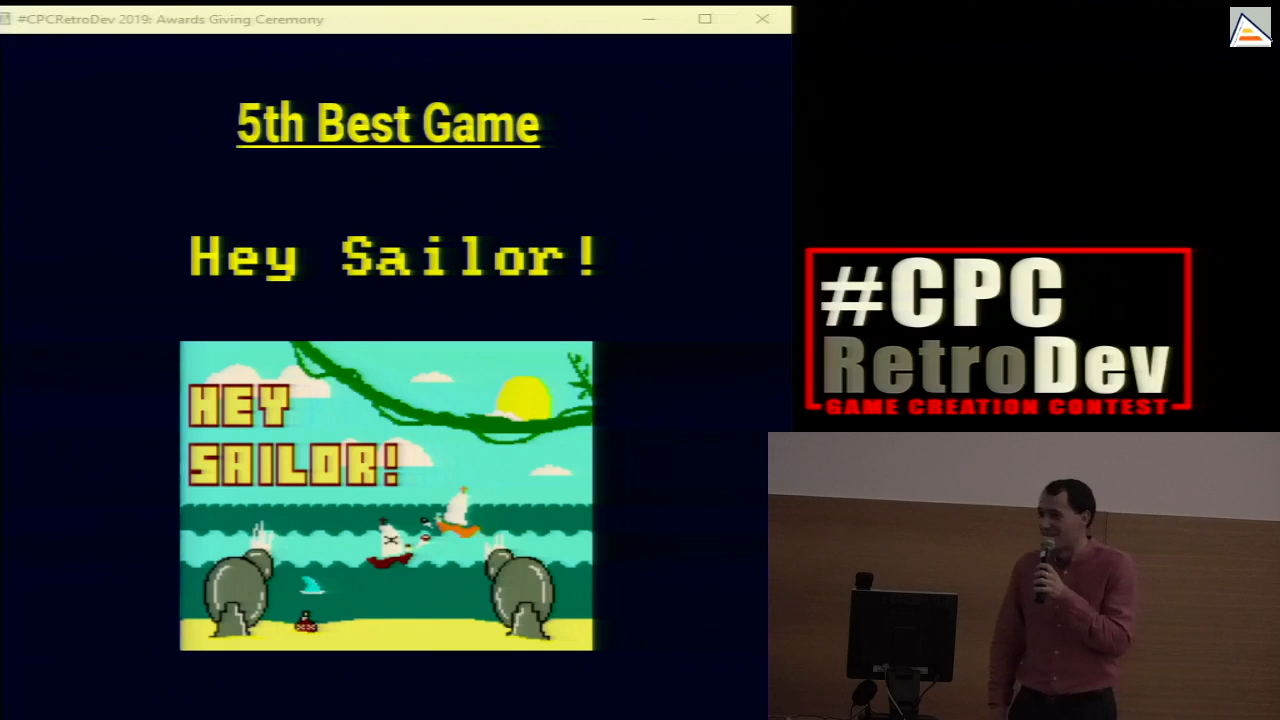 #CPCRetroDev 2019: Awards Giving Ceremony
5th Best Game
Hey Sailor!
HEY
SAILOR!
#CPC
RetroDev
GAME CREATION CONTEST